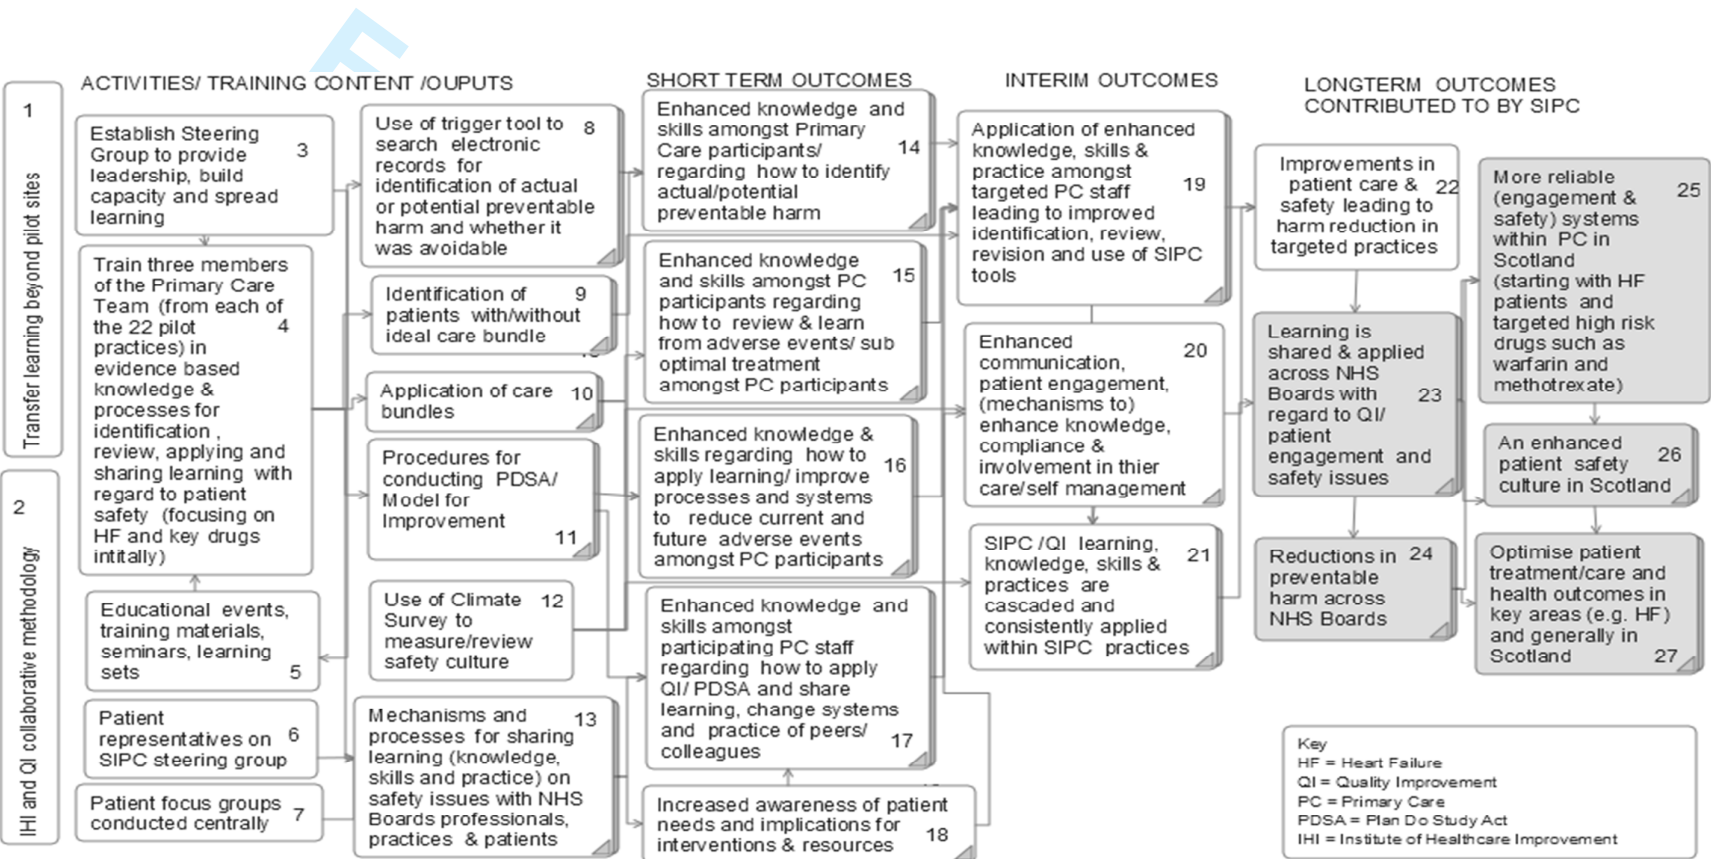 ACTIVITIES/ TRAINING CONTENT /OUPUTS
SHORT TERM OUTCOMES
INTERIM OUTCOMES
LONGTERM OUTCOMES
CONTRIBUTED TO BY SIPC
1
Transfer learning beyond pilot sites
2
IHI and QI collaborative methodology
Establish Steering
Group to provide
leadership, build
capacity and spread
learning
3
Train three members
of the Primary Care
Team (from each of
the 22 pilot
practices) in
evidence based
knowledge &
processes for
identification ,
review, applying and
sharing learning with
regard to patient
safety (focusing on
HF and key drugs
intitally)
4
Educational events,
training materials,
seminars, learning
sets
5
Patient
representatives on
SIPC steering group
6
Patient focus groups
conducted centrally
7
Use of trigger tool to
search electronic
records for
identification of actual
or potential preventable
harm and whether it
was avoidable
8
Identification of
patients with/without
ideal care bundle
9
Application of care
bundles
10
Procedures for
conducting PDSA/
Model for
Improvement
11
Use of Climate
Survey to
measure/review
safety culture
12
Mechanisms and
processes for sharing
learning (knowledge,
skills and practice) on
safety issues with NHS
Boards professionals,
practices & patients
13
Enhanced knowledge and
skills amongst Primary
Care participants/
regarding how to identify
actual/potential
preventable harm
14
Enhanced knowledge
and skills amongst PC
participants regarding
how to review & learn
from adverse events/ sub
optimal treatment
amongst PC participants
15
Enhanced knowledge &
skills regarding how to
apply learning/ improve
processes and systems
to reduce current and
future adverse events
amongst PC participants
16
Enhanced knowledge and
skills amongst
participating PC staff
regarding how to apply
QI/ PDSA and share
learning, change systems
and practice of peers/
colleagues
17
Increased awareness of patient
needs and implications for
interventions & resources
18
Application of enhanced
knowledge, skills &
practice amongst
targeted PC staff
leading to improved
identification, review,
revision and use of SIPC
tools
19
Enhanced
communication,
patient engagement,
(mechanisms to)
enhance knowledge,
compliance &
involvement in thier
care/self management
20
SIPC /QI learning,
knowledge, skills &
practices are
cascaded and
consistently applied
within SIPC practices
21
Improvements in
patient care &
safety leading to
harm reduction in
targeted practices
22
Learning is
shared & applied
across NHS
Boards with
regard to QI/
patient
engagement and
safety issues
23
Reductions in
preventable
harm across
NHS Boards
24
More reliable
(engagement &
safety) systems
within PC in
Scotland
(starting with HF
patients and
targeted high risk
drugs such as
warfarin and
methotrexate)
25
An enhanced
patient safety
culture in Scotland
26
Optimise patient
treatment/care and
health outcomes in
key areas (e.g. HF)
and generally in
Scotland
27
Key
HF = Heart Failure
QI = Quality Improvement
PC = Primary Care
PDSA = Plan Do Study Act
IHI = Institute of Healthcare Improvement